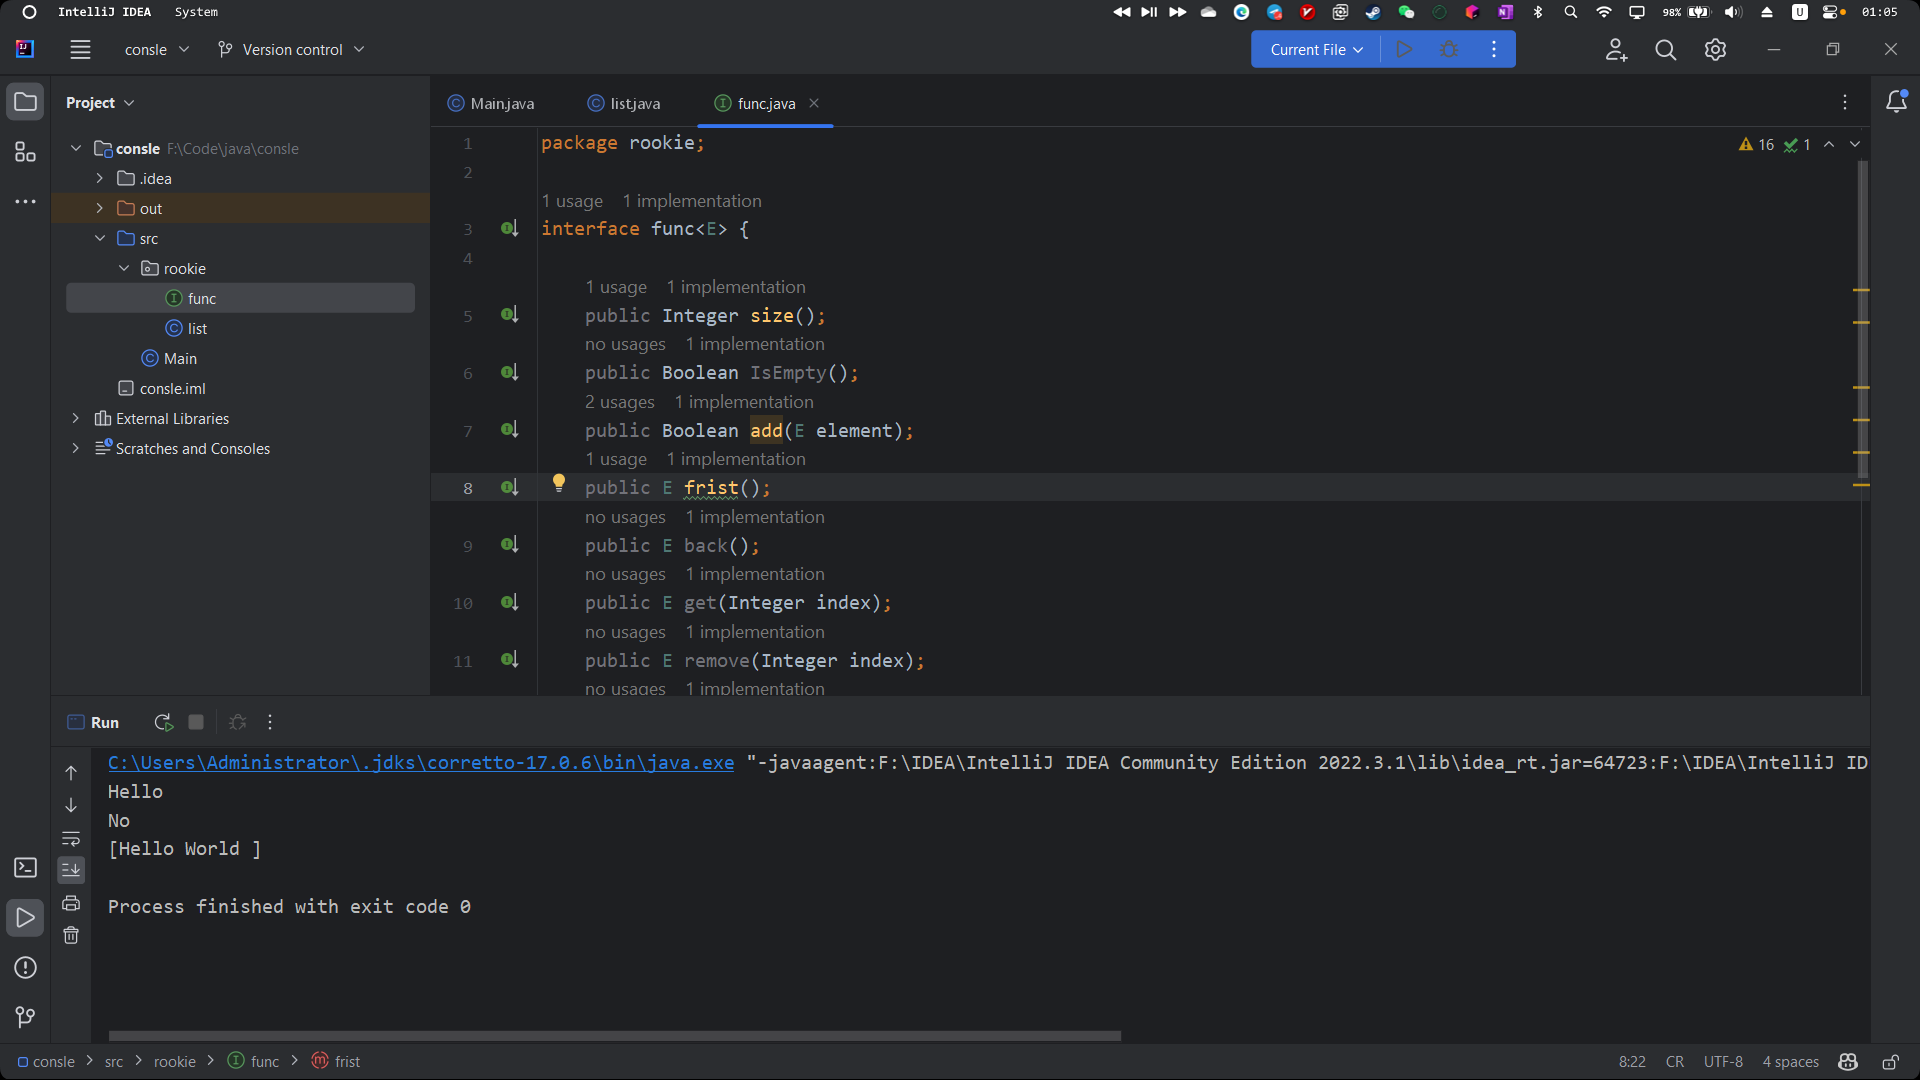 IntelliJ IDEA System
98% U 01:05
consle Version control Current File
Project
Main.java list.java func.java
consle F:\Code\java\consle
.idea
out
src
rookie
func
list
Main
consle.iml
External Libraries
Scratches and Consoles
16 1
1 package rookie;
2
1 usage 1 implementation
3 interface func<E> {
4
1 usage 1 implementation
5 public Integer size();
no usages 1 implementation
6 public Boolean IsEmpty();
2 usages 1 implementation
7 public Boolean add(E element);
1 usage 1 implementation
8 public E frist();
no usages 1 implementation
9 public E back();
no usages 1 implementation
10 public E get(Integer index);
no usages 1 implementation
11 public E remove(Integer index);
no usages 1 implementation
Run
C:\Users\Administrator\.jdks\corretto-17.0.6\bin\java.exe "-javaagent:F:\IDEA\IntelliJ IDEA Community Edition 2022.3.1\lib\idea_rt.jar=64723:F:\IDEA\IntelliJ ID
Hello
No
[Hello World ]
Process finished with exit code 0
consle src rookie func frist
8:22 CR UTF-8 4 spaces